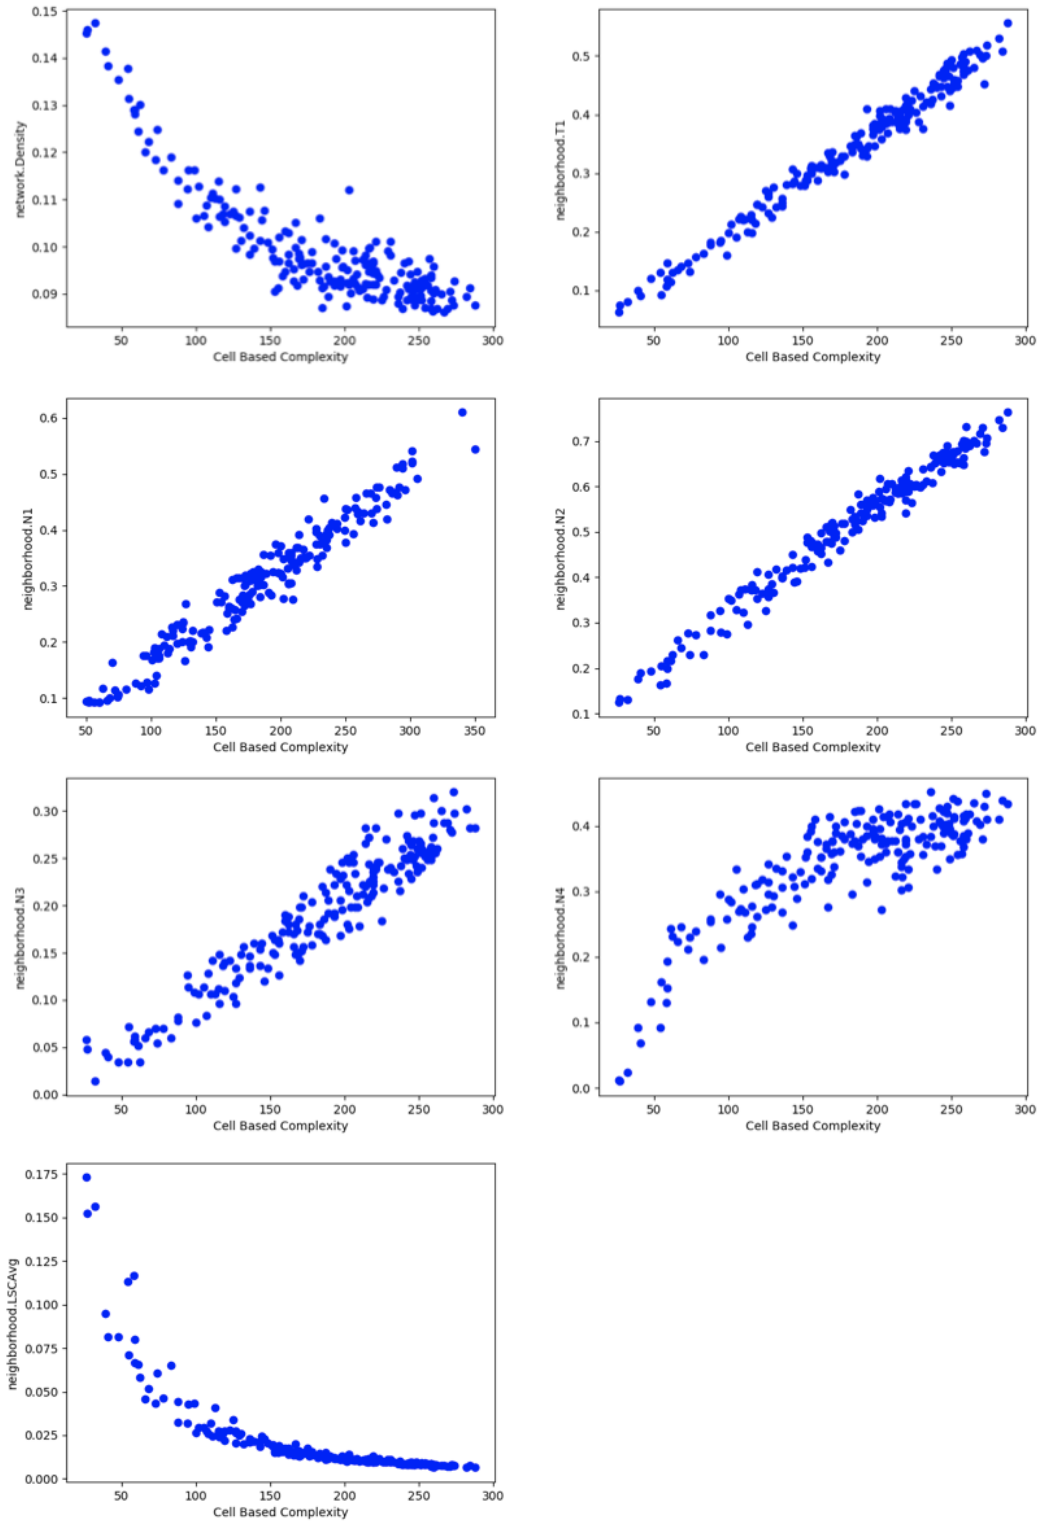 network.Density
0.15
0.14
0.13
0.12
0.11
0.10
0.09
50 100 150 200 250 300
Cell Based Complexity
neighborhood.T1
0.5
0.4
0.3
0.2
0.1
50 100 150 200 250 300
Cell Based Complexity
neighborhood.N1
0.6
0.5
0.4
0.3
0.2
0.1
50 100 150 200 250 300 350
Cell Based Complexity
neighborhood.N2
0.7
0.6
0.5
0.4
0.3
0.2
0.1
50 100 150 200 250 300
Cell Based Complexity
neighborhood.N3
0.30
0.25
0.20
0.15
0.10
0.05
0.00
50 100 150 200 250 300
Cell Based Complexity
neighborhood.N4
0.4
0.3
0.2
0.1
0.0
50 100 150 200 250 300
Cell Based Complexity
neighborhood.LSCAvg
0.175
0.150
0.125
0.100
0.075
0.050
0.025
0.000
50 100 150 200 250 300
Cell Based Complexity